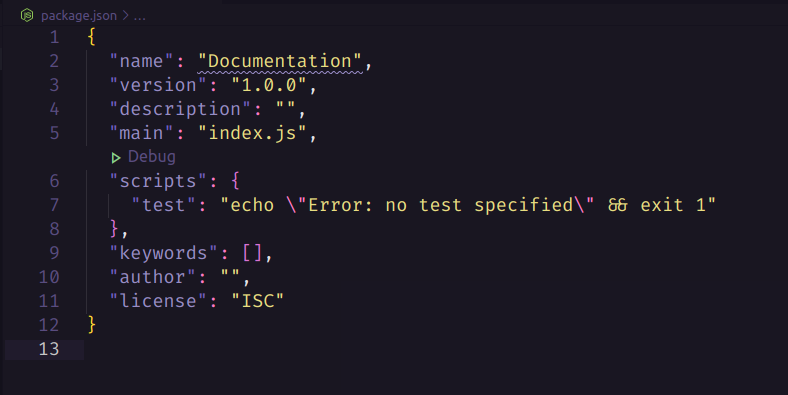 package.json > ...
1 {
2 "name": "Documentation",
3 "version": "1.0.0",
4 "description": "",
5 "main": "index.js",
Debug
6 "scripts": {
7 "test": "echo \"Error: no test specified\" && exit 1"
8 },
9 "keywords": [],
10 "author": "",
11 "license": "ISC"
12 }
13